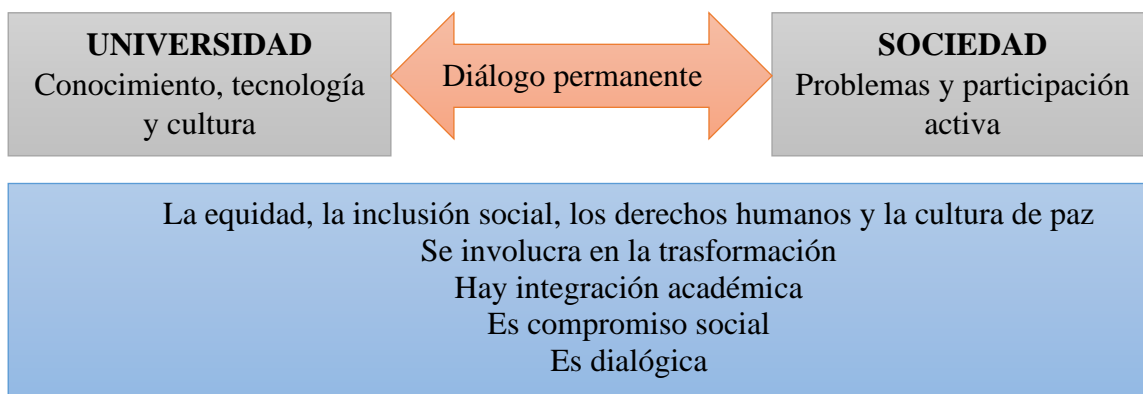 UNIVERSIDAD
Conocimiento, tecnología
y cultura
Diálogo permanente
SOCIEDAD
Problemas y participación
activa
La equidad, la inclusión social, los derechos humanos y la cultura de paz
Se involucra en la trasformación
Hay integración académica
Es compromiso social
Es dialógica